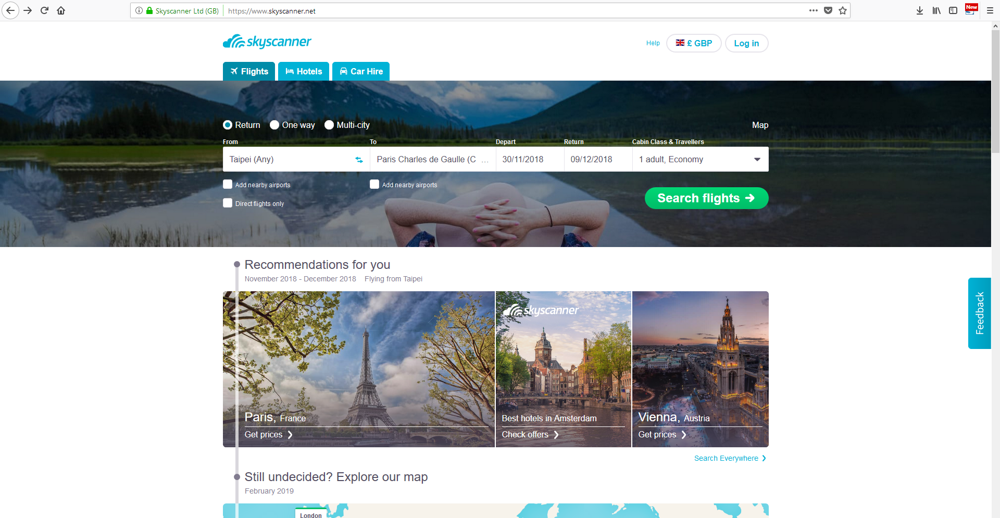 Skyscanner Ltd (GB) https://www.skyscanner.net
New
skyscanner
Help £ GBP Log in
Flights Hotels Car Hire
Return One way Multi-city Map
From To Depart Return Cabin Class & Travellers
Taipei (Any) Paris Charles de Gaulle (C ... 30/11/2018 09/12/2018 1 adult, Economy
Add nearby airports Add nearby airports
Direct flights only
Search flights
Recommendations for you
November 2018 - December 2018 Flying from Taipei
skyscanner
Paris, France
Get prices
Best hotels in Amsterdam
Check offers
Vienna, Austria
Get prices
Feedback
Search Everywhere
Still undecided? Explore our map
February 2019
London